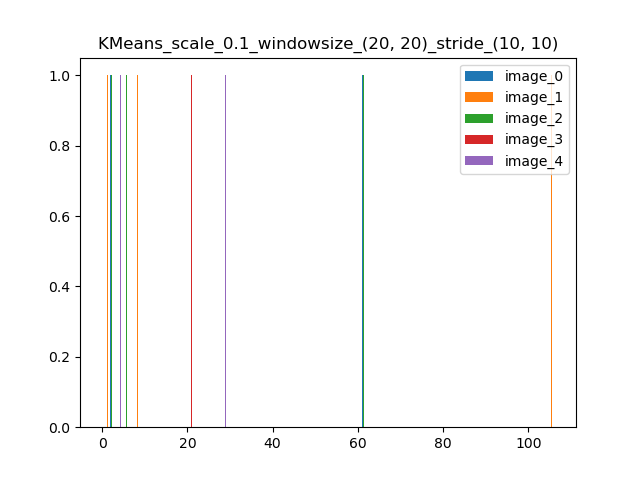 KMeans_scale_0.1_windowsize_(20, 20)_stride_(10, 10)
1.0
0.8
0.6
0.4
0.2
0.0
0 20 40 60 80 100
image_0
image_1
image_2
image_3
image_4